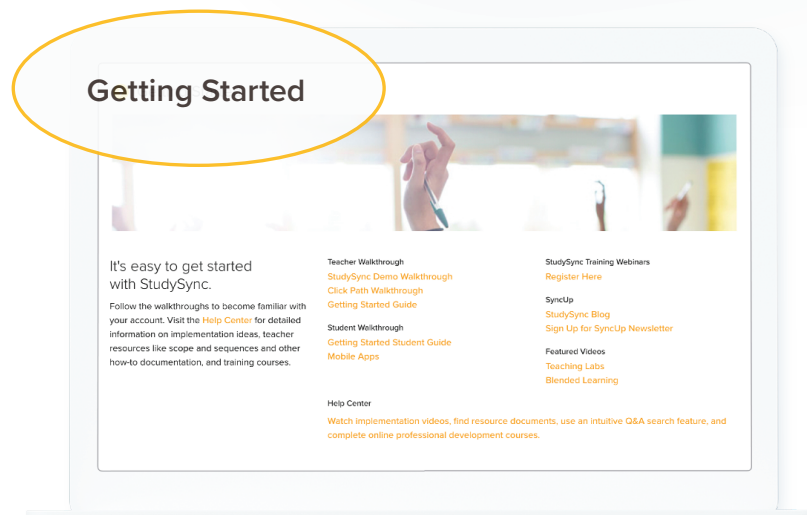 Getting Started
It's easy to get started
with StudySync.
Follow the walkthroughs to become familiar with
your account. Visit the Help Center for detailed
information on implementation ideas, teacher
resources like scope and sequences and other
how-to documentation, and training courses.
Teacher Walkthrough
StudySync Demo Walkthrough
Click Path Walkthrough
Getting Started Guide
Student Walkthrough
Getting Started Student Guide
Mobile Apps
StudySync Training Webinars
Register Here
SyncUp
StudySync Blog
Sign Up for SyncUp Newsletter
Featured Videos
Teaching Labs
Blended Learning
Help Center
Watch implementation videos, find resource documents, use an intuitive Q&A search feature, and
complete online professional development courses.